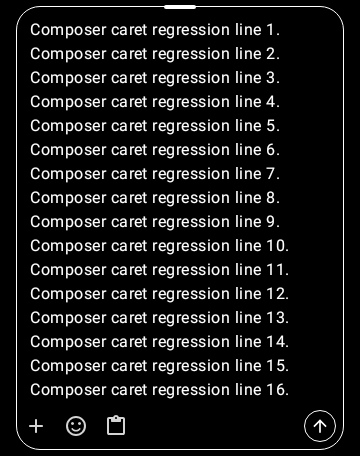 Composer caret regression line 1.
Composer caret regression line 2.
Composer caret regression line 3.
Composer caret regression line 4.
Composer caret regression line 5.
Composer caret regression line 6.
Composer caret regression line 7.
Composer caret regression line 8.
Composer caret regression line 9.
Composer caret regression line 10.
Composer caret regression line 11.
Composer caret regression line 12.
Composer caret regression line 13.
Composer caret regression line 14.
Composer caret regression line 15.
Composer caret regression line 16.